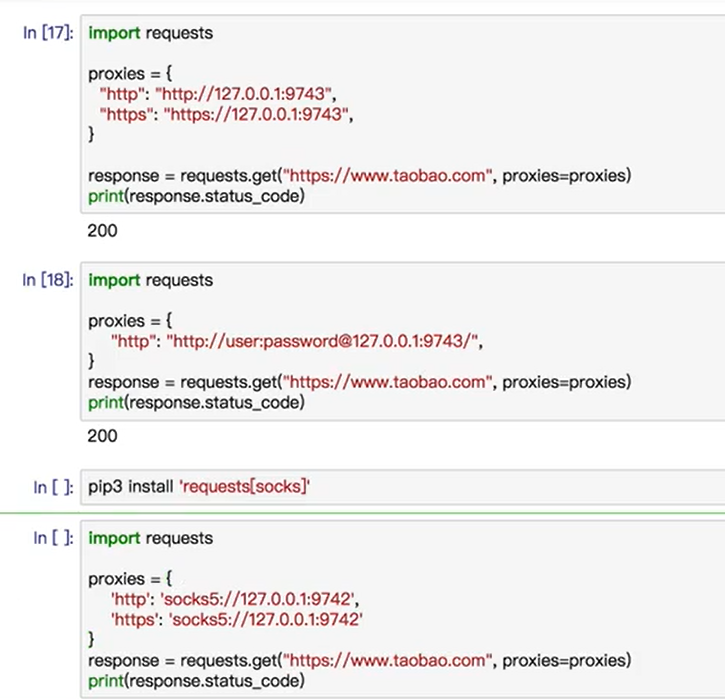 In [17]: import requests
proxies = {
"http": "http://127.0.0.1:9743",
"https": "https://127.0.0.1:9743",
}
response = requests.get("https://www.taobao.com", proxies=proxies)
print(response.status_code)
200
In [18]: import requests
proxies = {
"http": "http://user:password@127.0.0.1:9743/",
}
response = requests.get("https://www.taobao.com", proxies=proxies)
print(response.status_code)
200
In [ ]: pip3 install 'requests[socks]'
In [ ]: import requests
proxies = {
'http': 'socks5://127.0.0.1:9742',
'https': 'socks5://127.0.0.1:9742'
}
response = requests.get("https://www.taobao.com", proxies=proxies)
print(response.status_code)